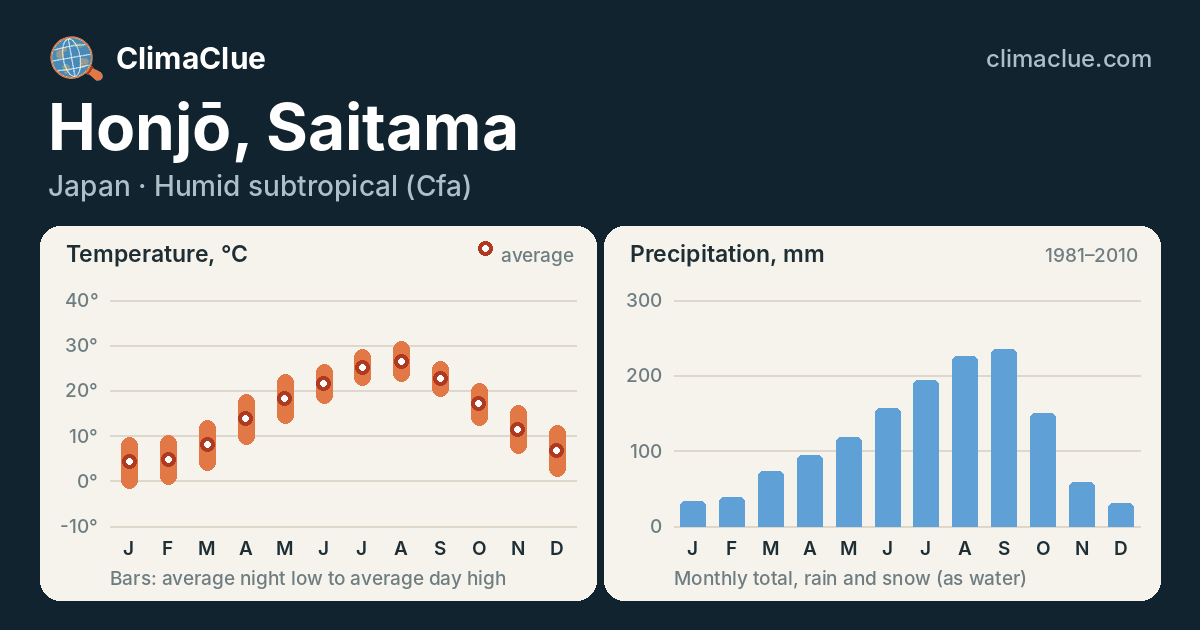 ClimaClue
climaclue.com
Honjō, Saitama
Japan · Humid subtropical (Cfa)
Temperature, °C
average
40°
30°
20°
10°
0°
-10°
J F M A M J J A S O N D
Bars: average night low to average day high
Precipitation, mm
1981–2010
300
200
100
0
J F M A M J J A S O N D
Monthly total, rain and snow (as water)